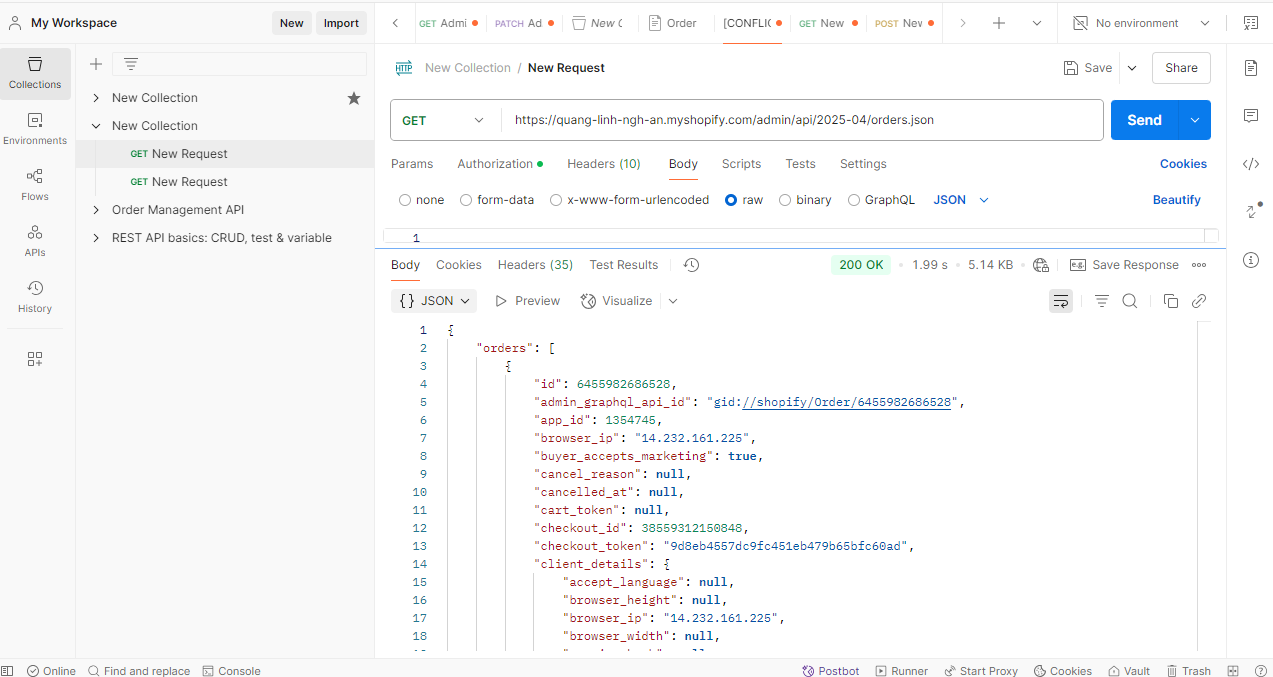 My Workspace New Import GET Admi PATCH Ad New C Order [CONFLIC GET New POST New No environment
Collections
Environments
Flows
APIs
History
New Collection
New Collection
GET New Request
GET New Request
Order Management API
REST API basics: CRUD, test & variable
HTTP New Collection / New Request Save Share
GET https://quang-linh-ngh-an.myshopify.com/admin/api/2025-04/orders.json Send
Params Authorization Headers (10) Body Scripts Tests Settings Cookies
none form-data x-www-form-urlencoded raw binary GraphQL JSON Beautify
1
Body Cookies Headers (35) Test Results 200 OK • 1.99 s • 5.14 KB Save Response
{} JSON Preview Visualize
1 {
2 "orders": [
3 {
4 "id": 6455982686528,
5 "admin_graphql_api_id": "gid://shopify/Order/6455982686528",
6 "app_id": 1354745,
7 "browser_ip": "14.232.161.225",
8 "buyer_accepts_marketing": true,
9 "cancel_reason": null,
10 "cancelled_at": null,
11 "cart_token": null,
12 "checkout_id": 38559312150848,
13 "checkout_token": "9d8eb4557dc9fc451eb479b65bfc60ad",
14 "client_details": {
15 "accept_language": null,
16 "browser_height": null,
17 "browser_ip": "14.232.161.225",
18 "browser_width": null,
Online Find and replace Console Postbot Runner Start Proxy Cookies Vault Trash